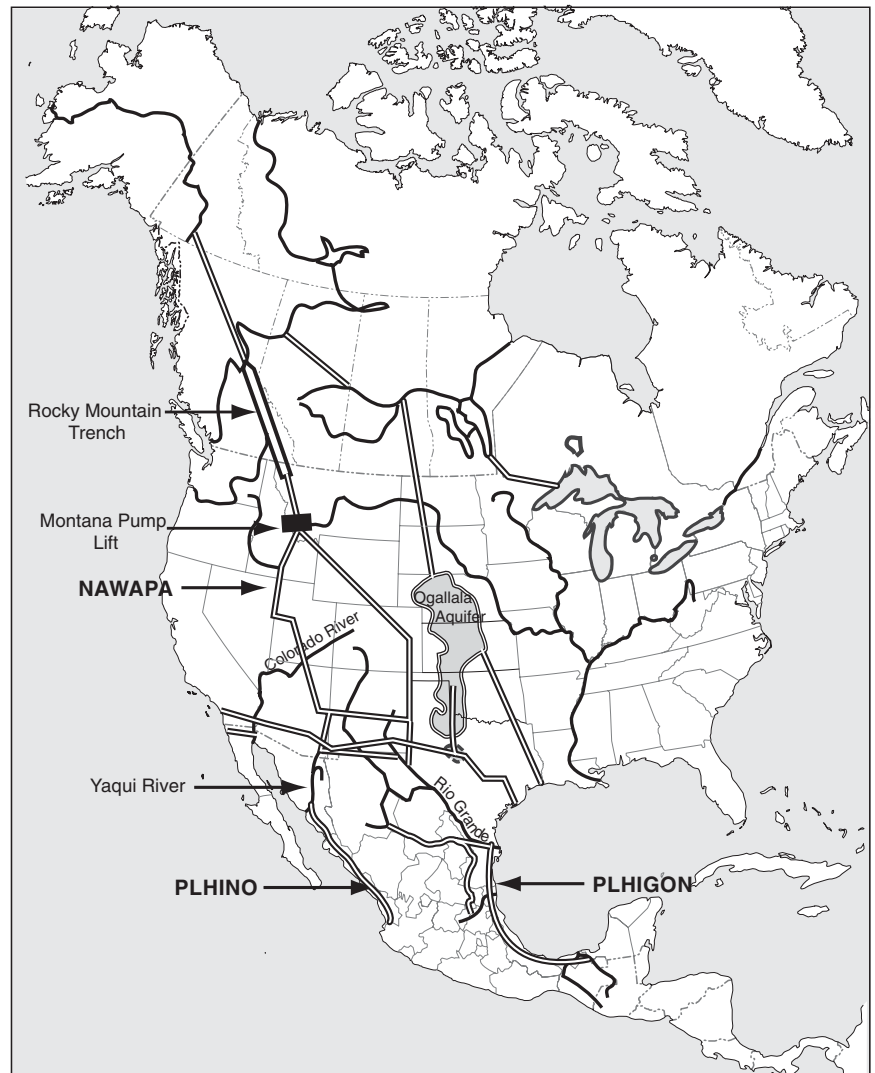 Rocky Mountain
Trench
Montana Pump
Lift
NAWAPA
Ogallala
Aquifer
Colorado River
Yaqui River
Rio Grande
PLHINO
PLHIGON